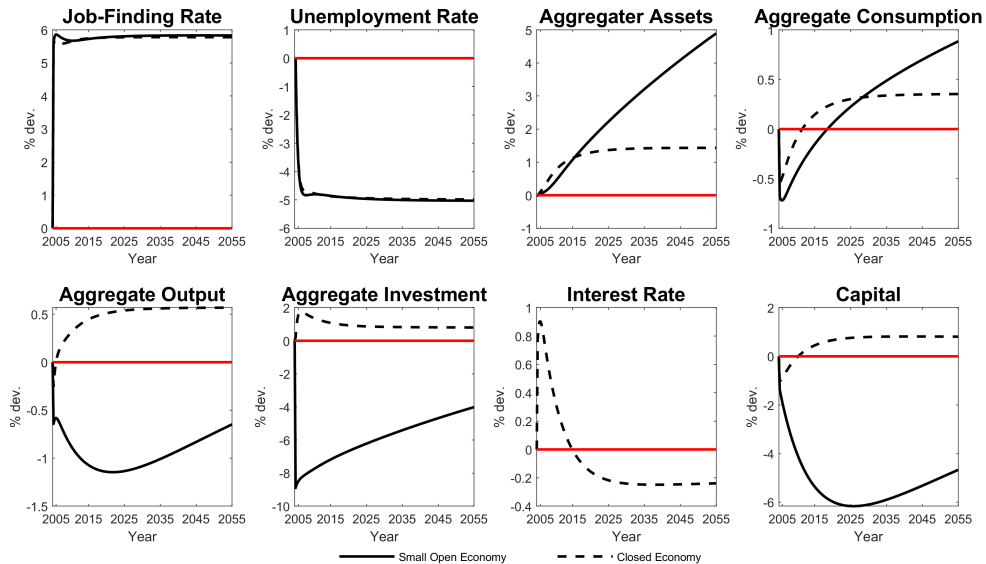 Job-Finding Rate
6
5
4
3
2
1
0
% dev.
2005 2015 2025 2035 2045 2055
Year
Unemployment Rate
1
0
-1
-2
-3
-4
-5
-6
% dev.
2005 2015 2025 2035 2045 2055
Year
Aggregater Assets
5
4
3
2
1
0
-1
% dev.
2005 2015 2025 2035 2045 2055
Year
Aggregate Consumption
1
0.5
0
-0.5
-1
% dev.
2005 2015 2025 2035 2045 2055
Year
Aggregate Output
0.5
0
-0.5
-1
-1.5
% dev.
2005 2015 2025 2035 2045 2055
Year
Aggregate Investment
2
0
-2
-4
-6
-8
-10
% dev.
2005 2015 2025 2035 2045 2055
Year
Interest Rate
1
0.8
0.6
0.4
0.2
0
-0.2
-0.4
% dev.
2005 2015 2025 2035 2045 2055
Year
Capital
2
0
-2
-4
-6
% dev.
2005 2015 2025 2035 2045 2055
Year
Small Open Economy
Closed Economy